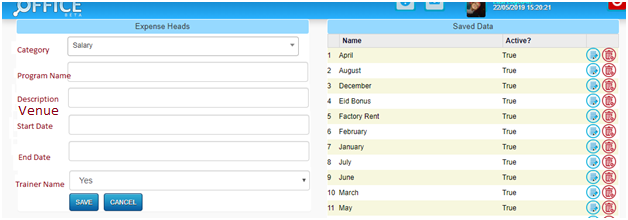 OFFICE
BETA
22/05/2019 15:20:21
Expense Heads
Category
Salary
Program Name
Description
Venue
Start Date
End Date
Trainer Name
Yes
SAVE CANCEL
Saved Data
Name Active?
1 April True
2 August True
3 December True
4 Eid Bonus True
5 Factory Rent True
6 February True
7 January True
8 July True
9 June True
10 March True
11 May True